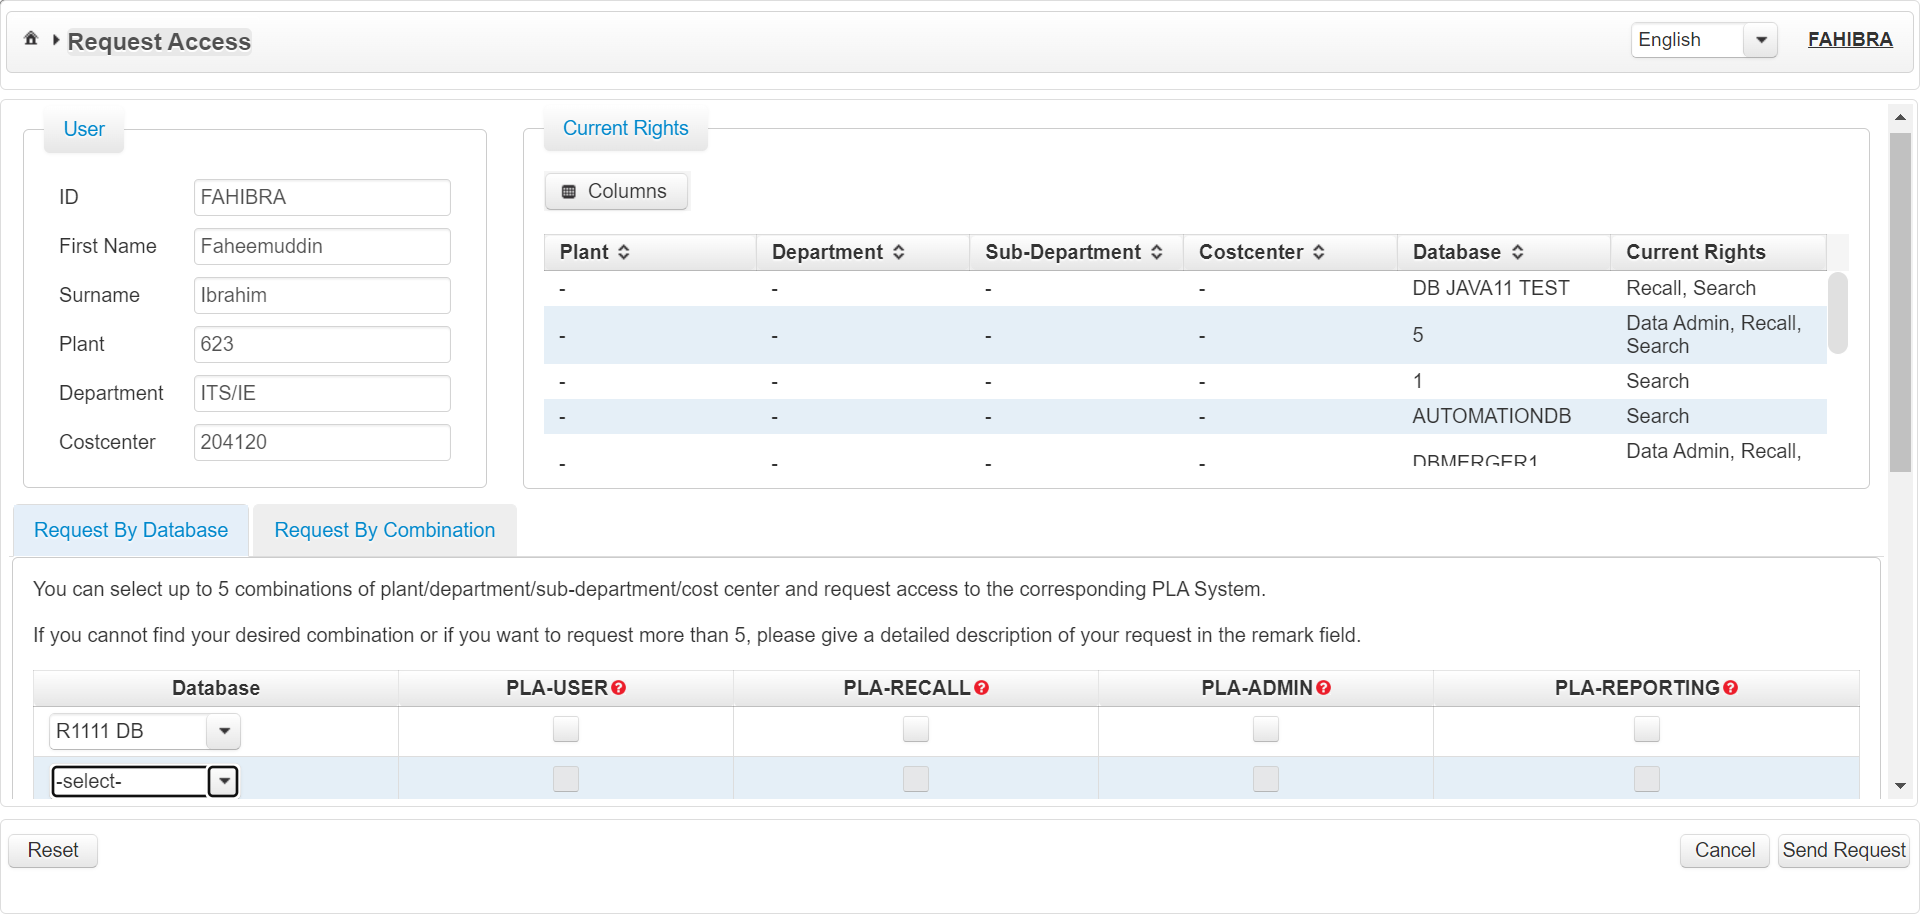 Request Access
English
FAHIBRA
User
ID FAHIBRA
First Name Faheemuddin
Surname Ibrahim
Plant 623
Department ITS/IE
Costcenter 204120
Current Rights
Columns
Plant Department Sub-Department Costcenter Database Current Rights
- - - - DB JAVA11 TEST Recall, Search
- - - - 5 Data Admin, Recall,
Search
- - - - 1 Search
- - - - AUTOMATIONDB Search
- - - - DBMERGER1 Data Admin, Recall,
Request By Database Request By Combination
You can select up to 5 combinations of plant/department/sub-department/cost center and request access to the corresponding PLA System.
If you cannot find your desired combination or if you want to request more than 5, please give a detailed description of your request in the remark field.
Database PLA-USER? PLA-RECALL? PLA-ADMIN? PLA-REPORTING?
R1111 DB
-select-
Reset Cancel Send Request